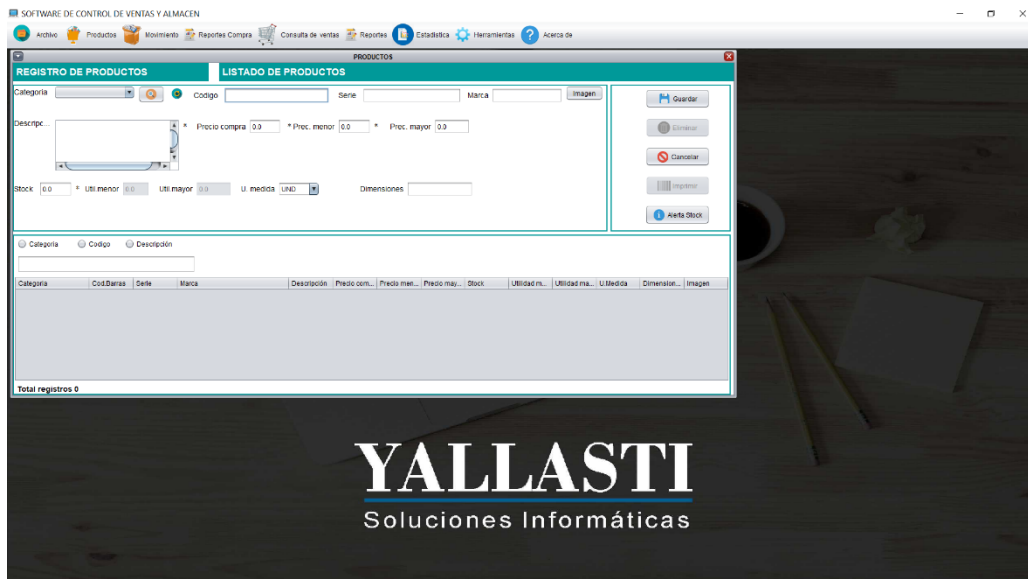 SOFTWARE DE CONTROL DE VENTAS Y ALMACEN
Archivo Productos Movimiento Reportes Compra Consulta de ventas Reportes Estadistica Herramientas Acerca de
PRODUCTOS
REGISTRO DE PRODUCTOS LISTADO DE PRODUCTOS
Categoria Codigo Serie Marca Imagen
Guardar
Descripc... * Precio compra 0.0 * Prec. menor 0.0 * Prec. mayor 0.0
Eliminar
Cancelar
Stock 0.0 * Util.menor 0.0 Util.mayor 0.0 U. medida UND Dimensiones
Imprimir
Alerta Stock
Categoria Codigo Descripción
Categoria Cod.Barras Serie Marca Descripción Precio com... Precio men... Precio may... Stock Utilidad m... Utilidad ma... U.Medida Dimension... Imagen
Total registros 0
YALLASTI
Soluciones Informáticas